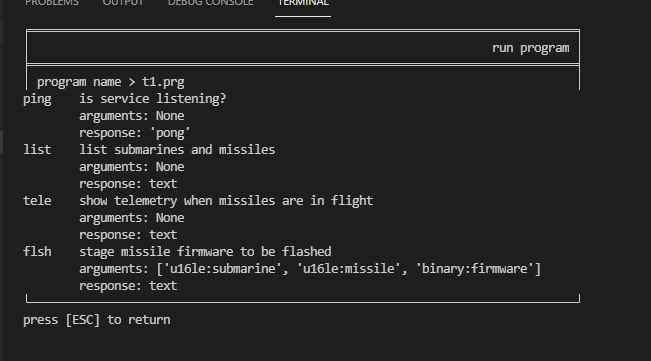 PROBLEMS OUTPUT DEBUG CONSOLE TERMINAL
run program
program name > t1.prg
ping is service listening?
arguments: None
response: 'pong'
list list submarines and missiles
arguments: None
response: text
tele show telemetry when missiles are in flight
arguments: None
response: text
flsh stage missile firmware to be flashed
arguments: ['u16le:submarine', 'u16le:missile', 'binary:firmware']
response: text
press [ESC] to return